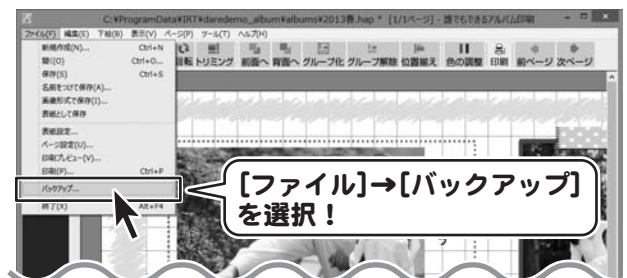 C:¥ProgramData¥IRT¥daredemo_album¥albums¥2013春.hap * [1/1ページ] - 誰でもできるアルバム印刷
ファイル(F) 編集(E) 下絵(B) 表示(V) ページ(P) ツール(T) ヘルプ(H)
新規作成(N)... Ctrl+N
開く(O) Ctrl+O...
保存(S) Ctrl+S
名前をつけて保存(A)...
画像形式で保存(I)...
表紙として保存
表紙設定...
ページ設定(U)...
印刷プレビュー(V)...
印刷(P)... Ctrl+P
バックアップ...
終了(X) Alt+F4
回転 トリミング 前面へ 背面へ グループ化 グループ解除 位置揃え 色の調整 印刷 前ページ 次ページ
[ファイル]→[バックアップ]
を選択！